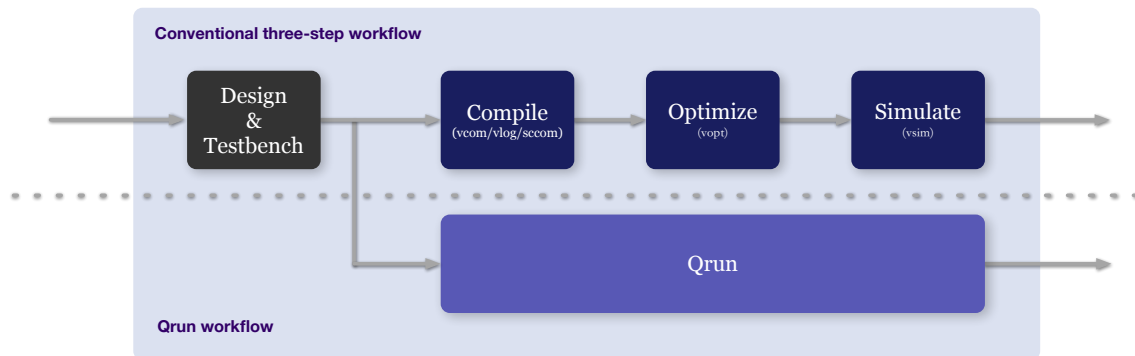 Conventional three-step workflow
Design
&
Testbench
Compile
(vcom/vlog/sccom)
Optimize
(vopt)
Simulate
(vsim)
Qrun
Qrun workflow